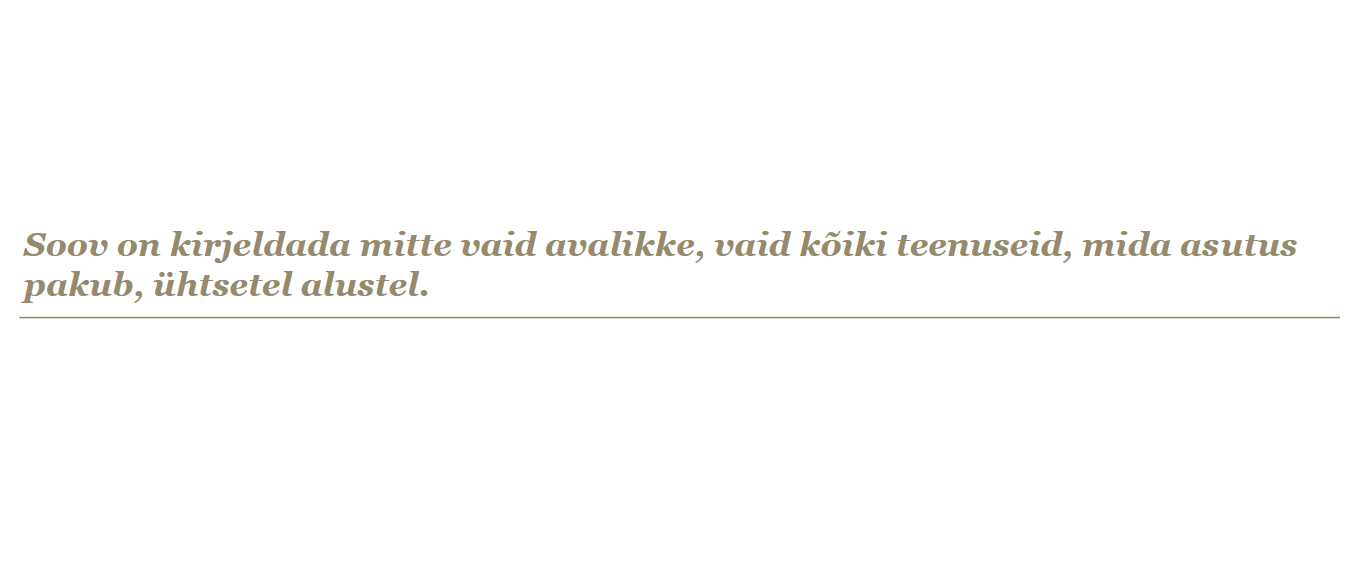 Soov on kirjeldada mitte vaid avalikke, vaid kõiki teenuseid, mida asutus
pakub, ühtsetel alustel.